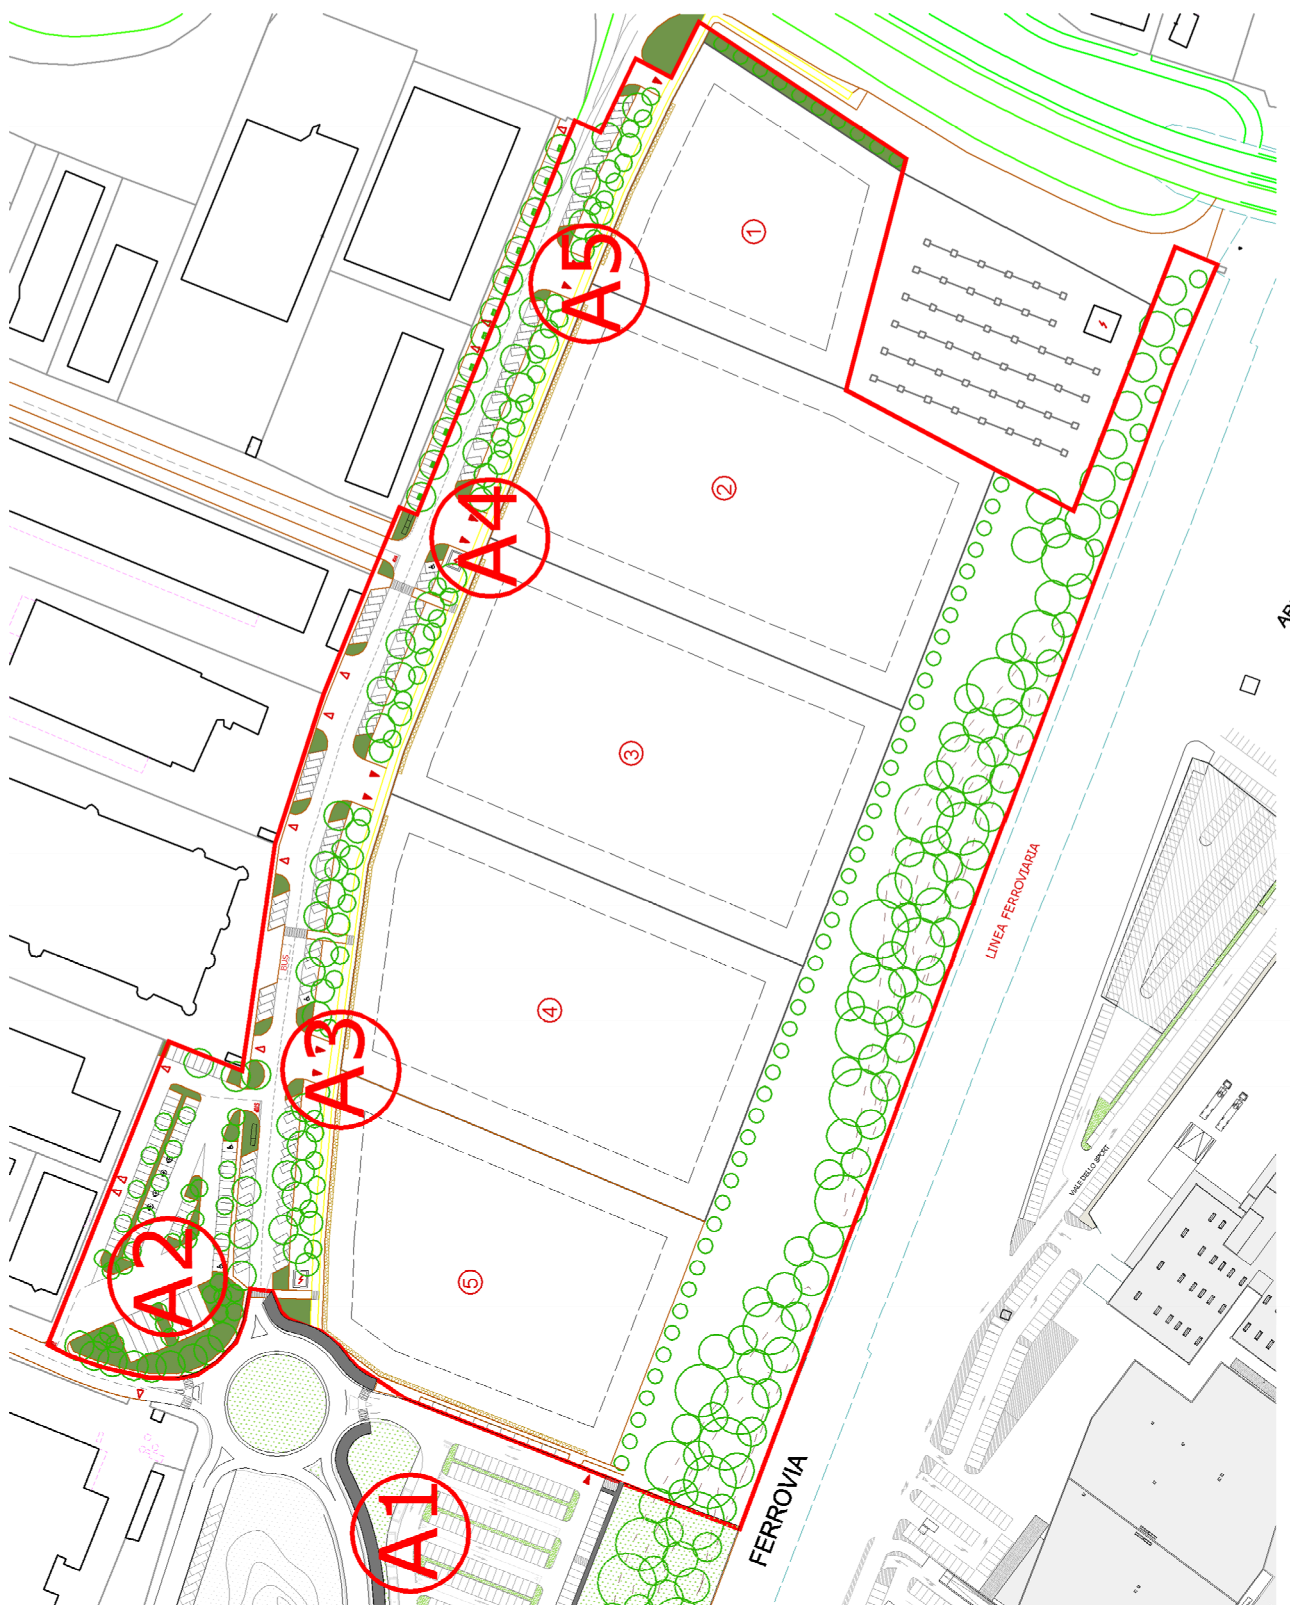 1
A5
2
A4
3
LINEA FERROVIARIA
4
BUS
A3
VIALE DELLO SPORT
A2
5
FERROVIA
A1